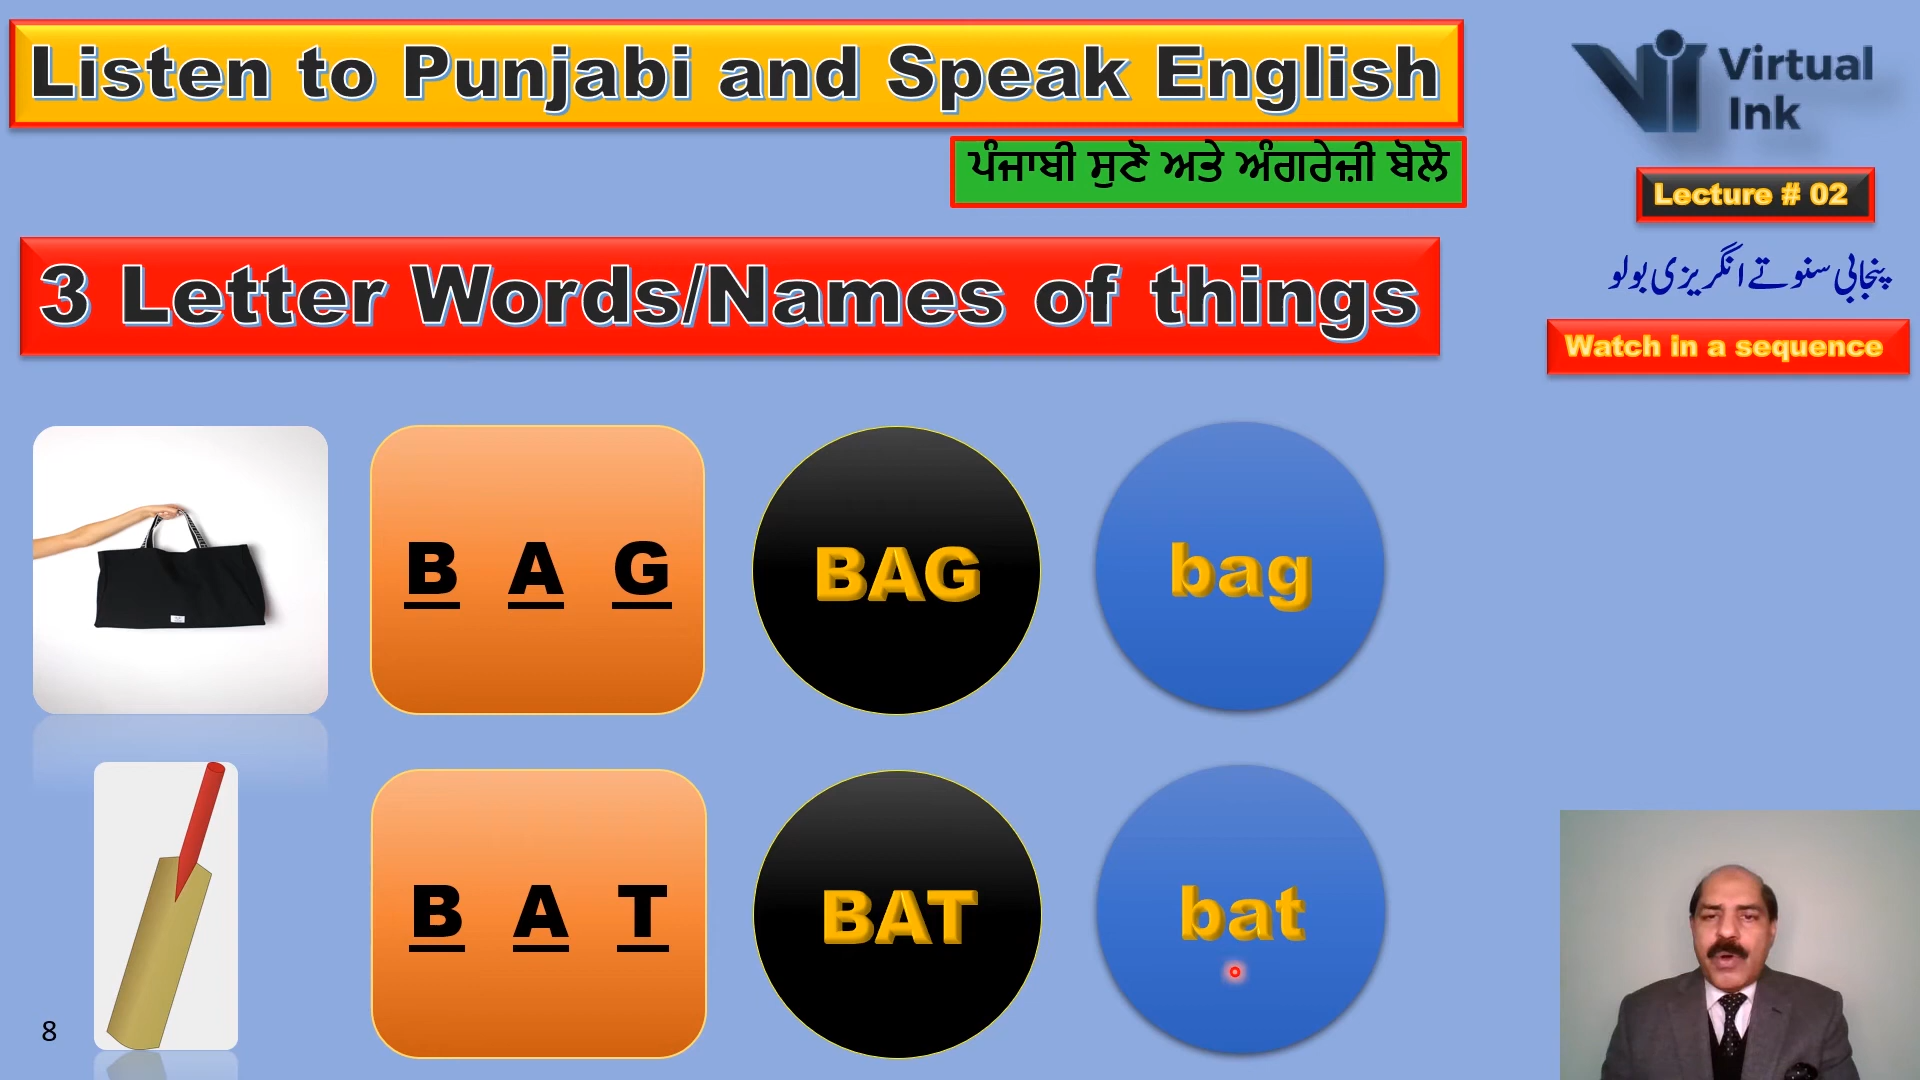 Listen to Punjabi and Speak English
Virtual
Ink
ਪੰਜਾਬੀ ਸੁਣੋ ਅਤੇ ਅੰਗਰੇਜ਼ੀ ਬੋਲੋ
Lecture # 02
پنجابی سنو تے انگریزی بولو
3 Letter Words/Names of things
Watch in a sequence
B A G
BAG
bag
B A T
BAT
bat
8